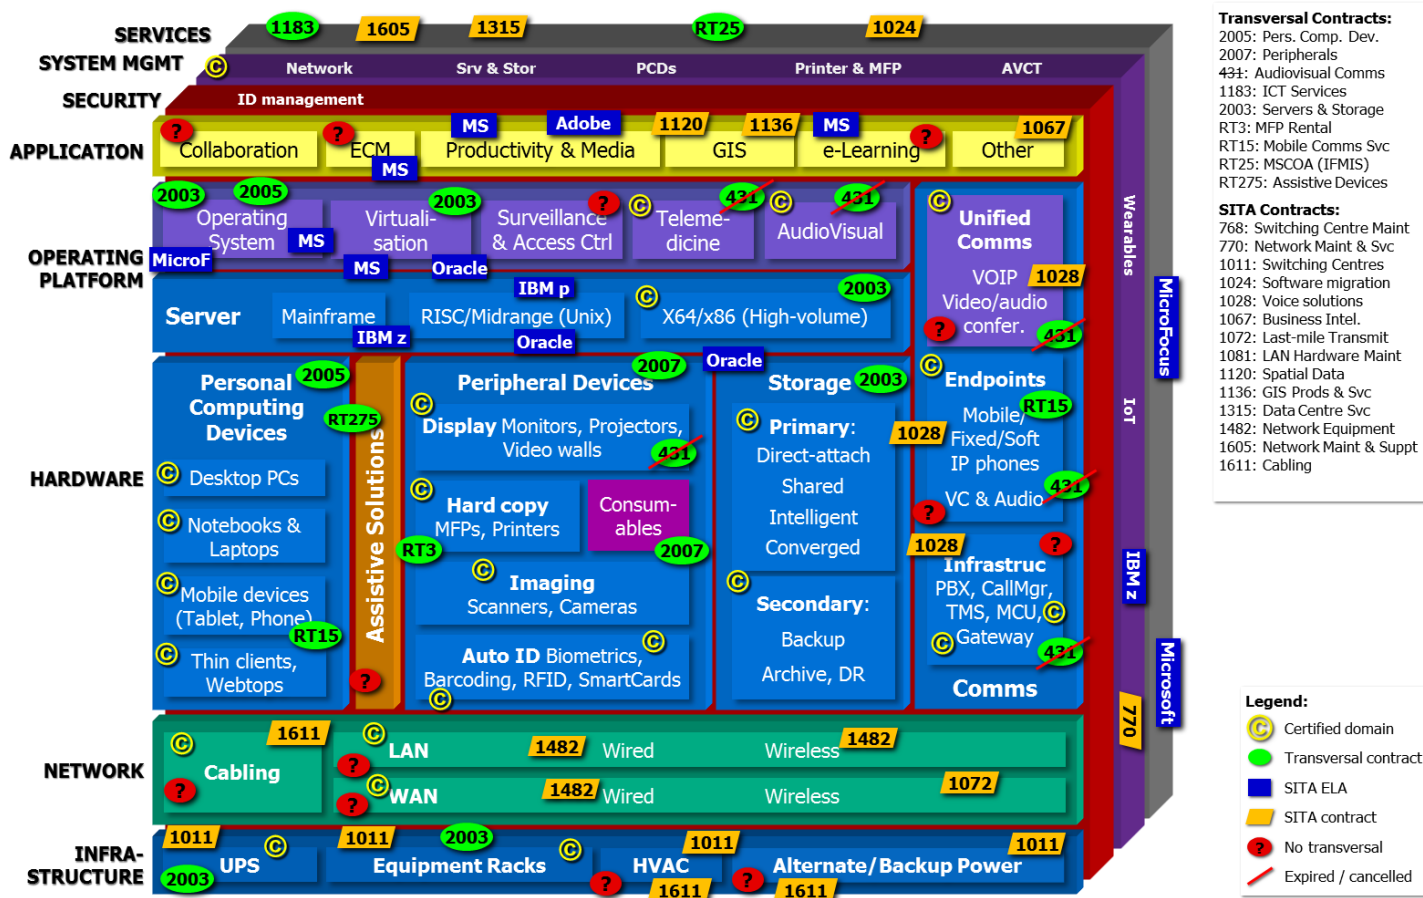 SERVICES
1183
1605
1315
RT25
1024
SYSTEM MGMT
©
Network
Srv & Stor
PCDs
Printer & MFP
AVCT
SECURITY
ID management
APPLICATION
?
Collaboration
?
ECM
MS
MS
Adobe
Productivity & Media
1120
1136
GIS
MS
?
e-Learning
1067
Other
OPERATING
PLATFORM
2003
2005
Operating
System
MS
MicroF
2003
Virtuali-
sation
MS
Oracle
?
Surveillance
& Access Ctrl
©
431
Teleme-
dicine
©
431
AudioVisual
©
Unified
Comms
VOIP
1028
Video/audio
confer.
?
431
Server
Mainframe
IBM z
IBM p
RISC/Midrange (Unix)
Oracle
©
2003
X64/x86 (High-volume)
HARDWARE
Personal
2005
Computing
Devices
RT275
©
Desktop PCs
©
Notebooks &
Laptops
©
Mobile devices
(Tablet, Phone)
RT15
©
Thin clients,
Webtops
Assistive Solutions
?
Peripheral Devices
2007
©
Display Monitors, Projectors,
Video walls
431
©
Hard copy
MFPs, Printers
RT3
Consum-
ables
2007
©
Imaging
Scanners, Cameras
©
Auto ID Biometrics,
Barcoding, RFID, SmartCards
©
Oracle
Storage
2003
©
Primary:
1028
Direct-attach
Shared
Intelligent
Converged
©
Secondary:
Backup
Archive, DR
©
Endpoints
RT15
Mobile/
Fixed/Soft
IP phones
VC & Audio
431
?
1028
?
Infrastruc
PBX, CallMgr,
TMS, MCU,
©
©
Gateway
431
Comms
Wearables
IoT
770
MicroFocus
IBM z
Microsoft
NETWORK
©
1611
Cabling
?
©
LAN
?
1482
Wired
Wireless
1482
©
WAN
?
1482
Wired
Wireless
1072
INFRA-
STRUCTURE
1011
©
UPS
2003
1011
2003
©
Equipment Racks
1011
HVAC
?
1611
1011
Alternate/Backup Power
?
1611
Transversal Contracts:
2005: Pers. Comp. Dev.
2007: Peripherals
431: Audiovisual Comms
1183: ICT Services
2003: Servers & Storage
RT3: MFP Rental
RT15: Mobile Comms Svc
RT25: MSCOA (IFMIS)
RT275: Assistive Devices
SITA Contracts:
768: Switching Centre Maint
770: Network Maint & Svc
1011: Switching Centres
1024: Software migration
1028: Voice solutions
1067: Business Intel.
1072: Last-mile Transmit
1081: LAN Hardware Maint
1120: Spatial Data
1136: GIS Prods & Svc
1315: Data Centre Svc
1482: Network Equipment
1605: Network Maint & Suppt
1611: Cabling
Legend:
© Certified domain
Transversal contract
SITA ELA
SITA contract
? No transversal
Expired / cancelled